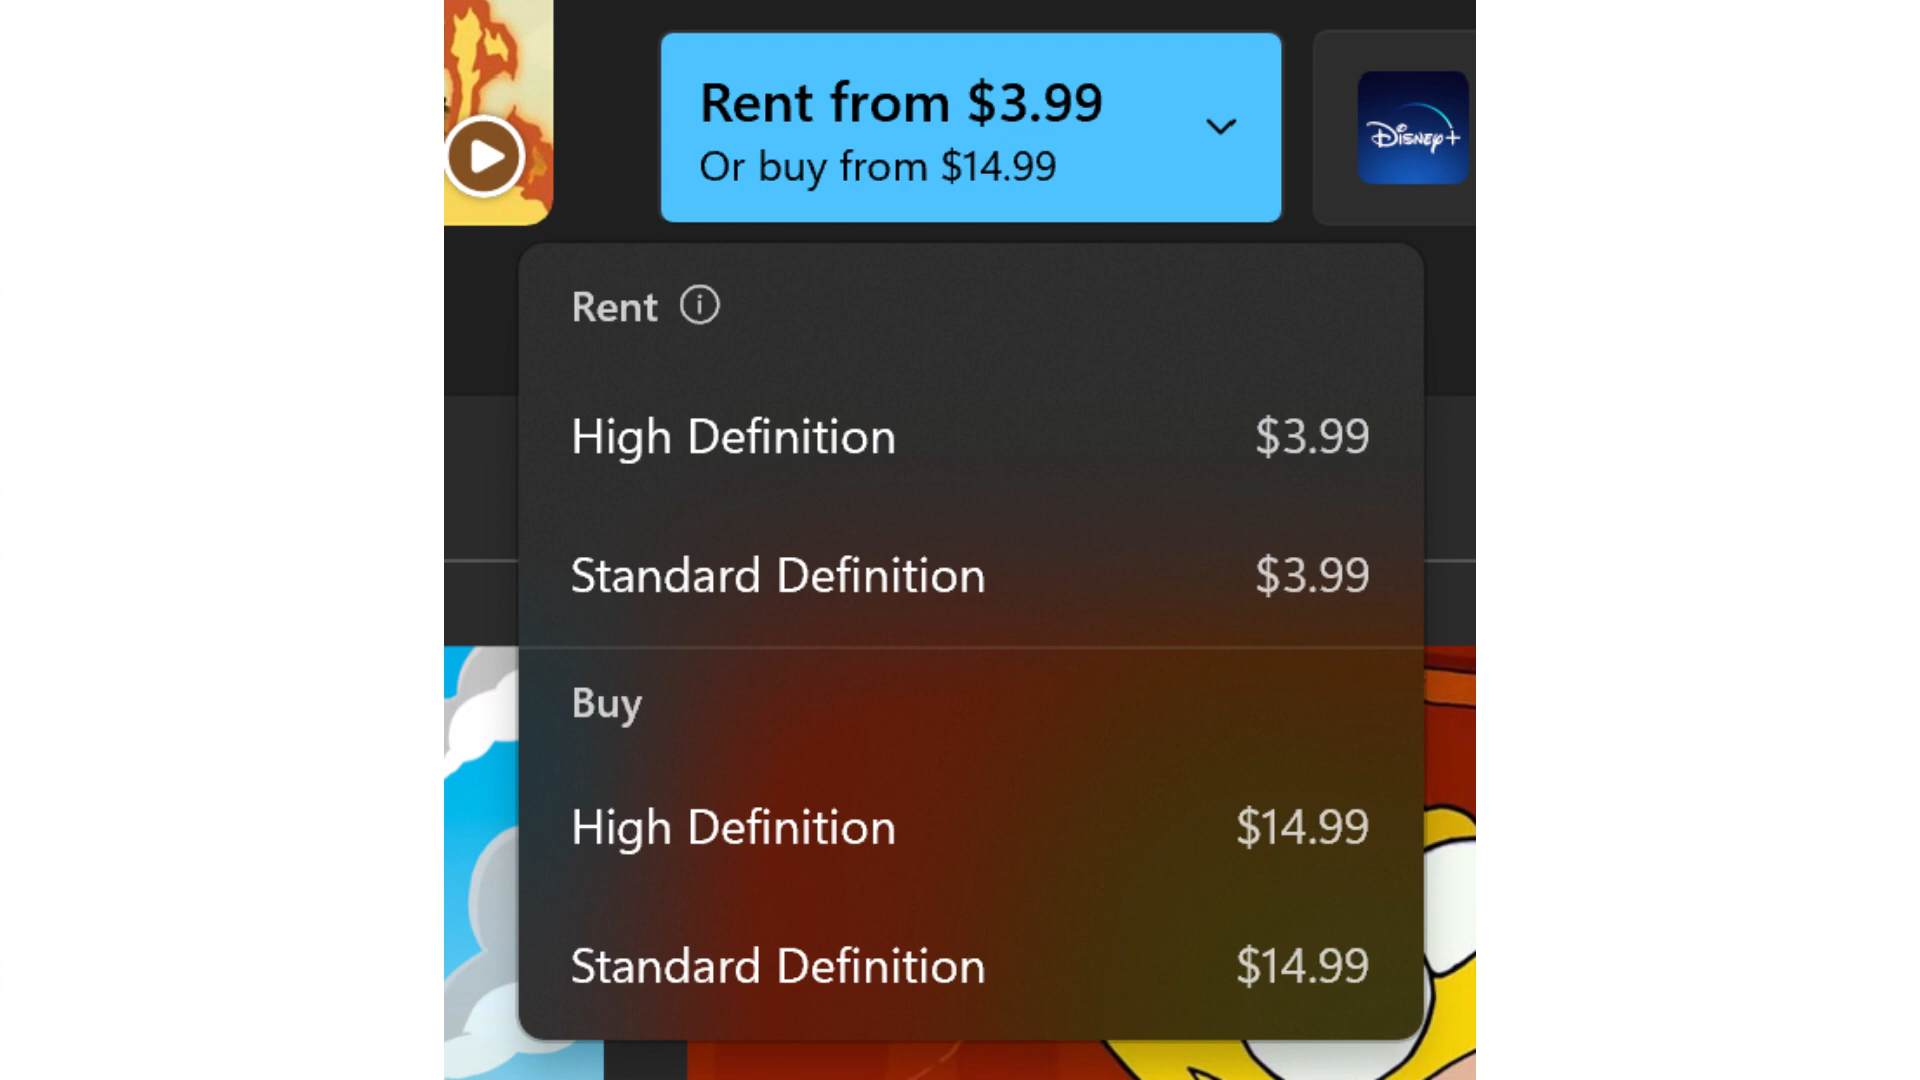 Rent from $3.99
Or buy from $14.99
Disney+
Rent
High Definition $3.99
Standard Definition $3.99
Buy
High Definition $14.99
Standard Definition $14.99